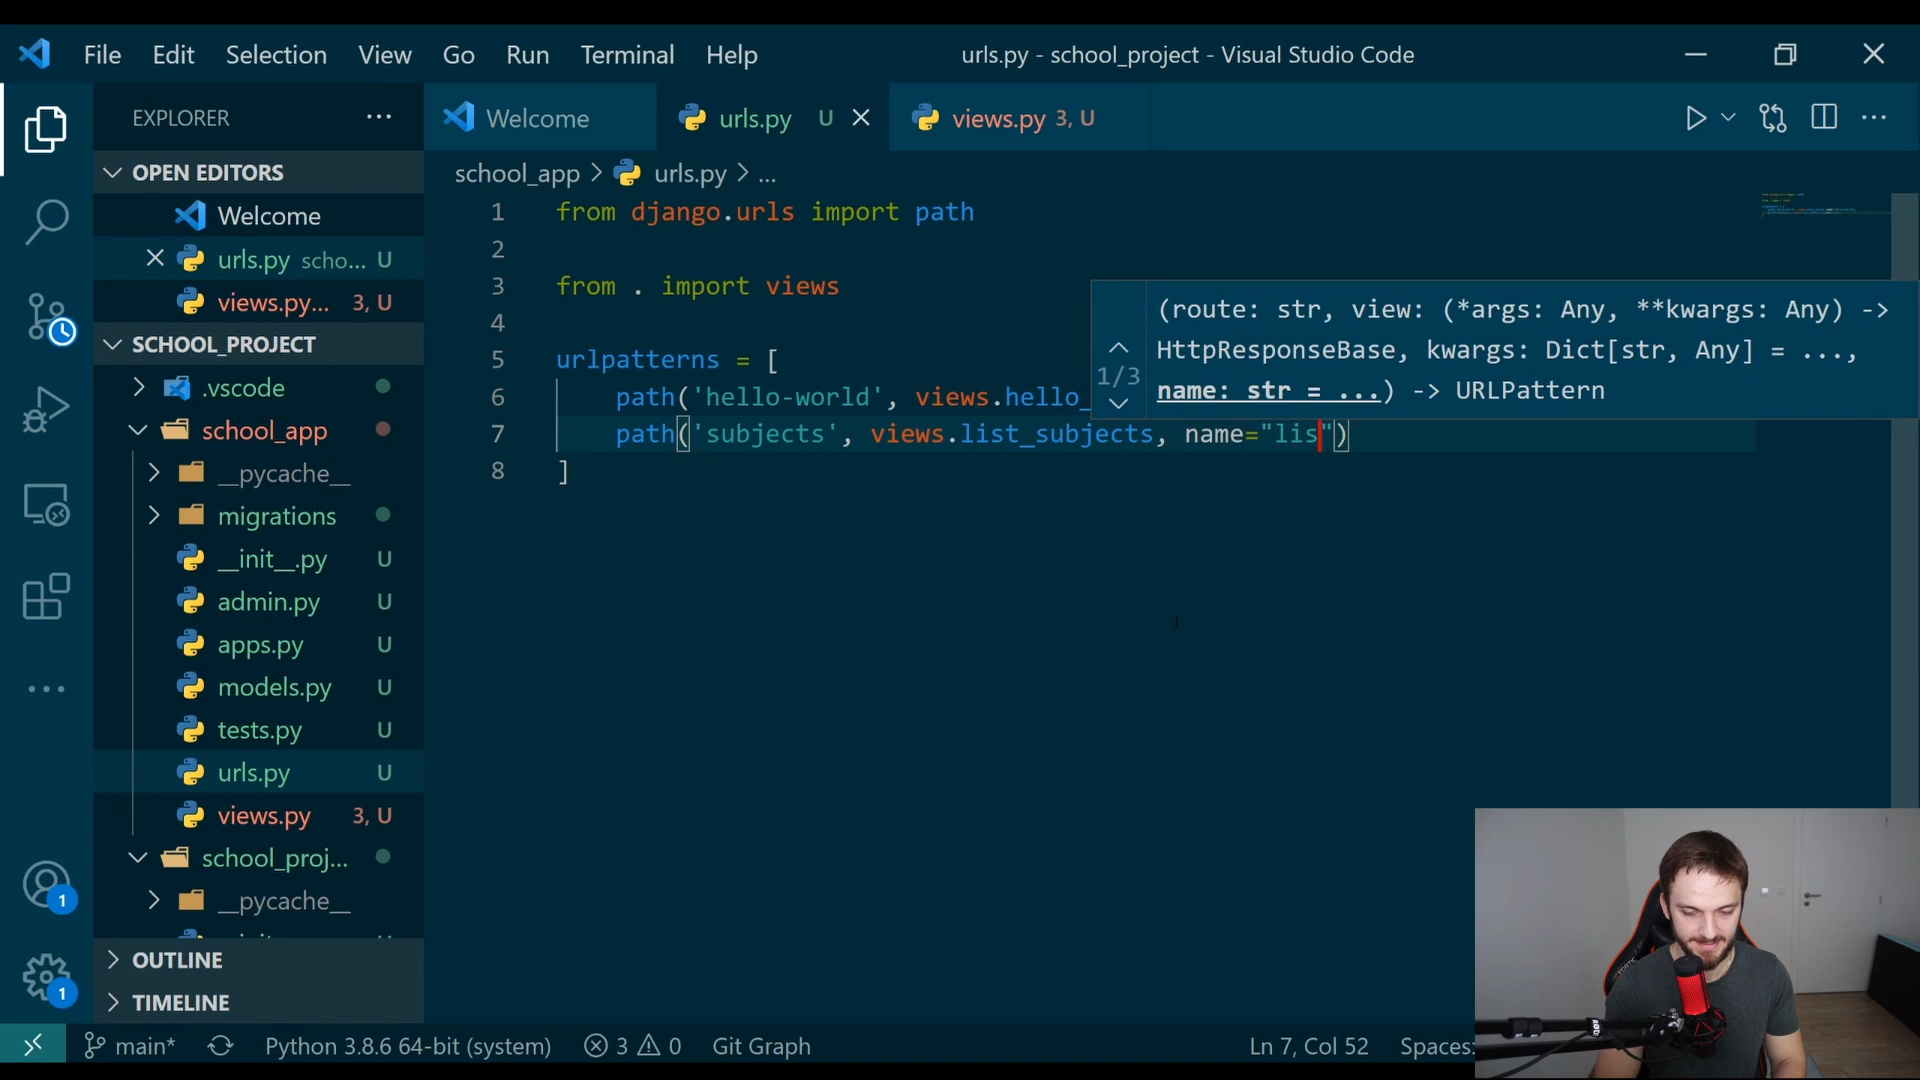 File Edit Selection View Go Run Terminal Help
urls.py - school_project - Visual Studio Code
EXPLORER
OPEN EDITORS
Welcome
urls.py scho... U
views.py... 3, U
SCHOOL_PROJECT
.vscode
school_app
__pycache__
migrations
__init__.py U
admin.py U
apps.py U
models.py U
tests.py U
urls.py U
views.py 3, U
school_proj...
__pycache__
OUTLINE
TIMELINE
1
1
Welcome
urls.py U
views.py 3, U
school_app > urls.py > ...
1 from django.urls import path
2
3 from . import views
4
5 urlpatterns = [
6 path('hello-world', views.hello_
7 path('subjects', views.list_subjects, name="lis")
8 ]
(route: str, view: (*args: Any, **kwargs: Any) ->
1/3 HttpResponseBase, kwargs: Dict[str, Any] = ...,
name: str = ...) -> URLPattern
main* Python 3.8.6 64-bit (system) 3 0 Git Graph Ln 7, Col 52 Spaces: